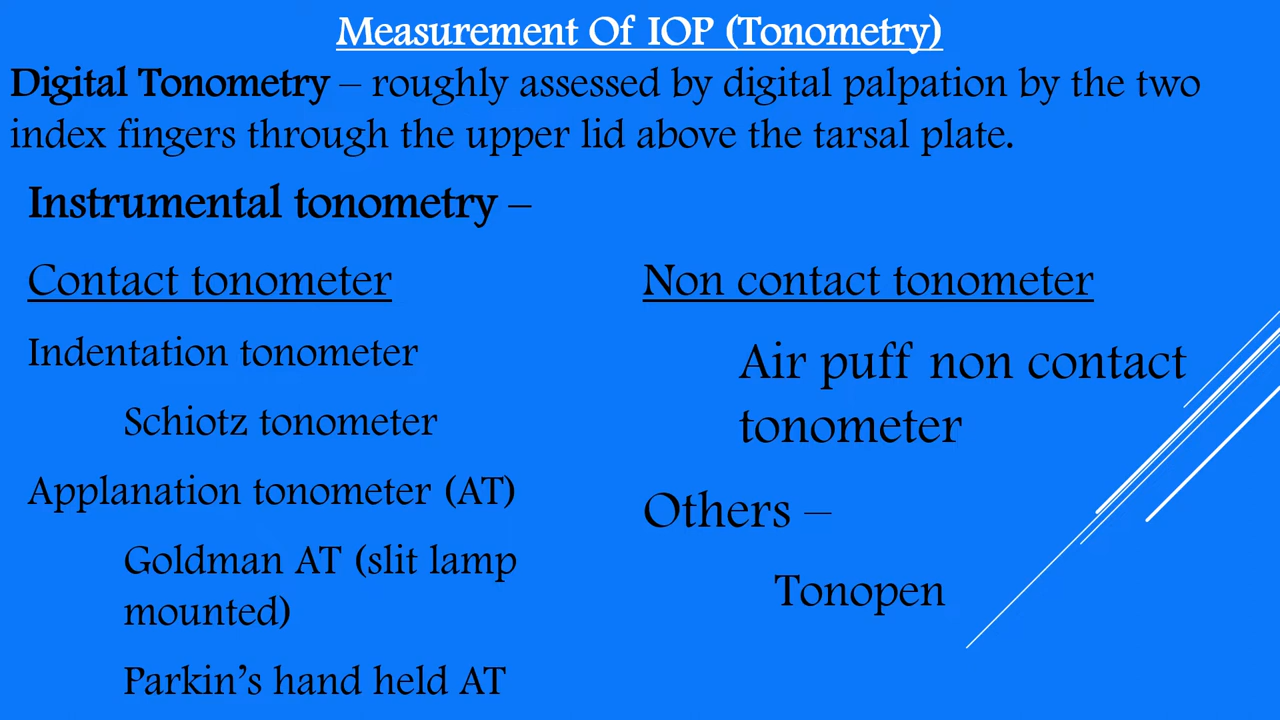 Measurement Of IOP (Tonometry)
Digital Tonometry – roughly assessed by digital palpation by the two
index fingers through the upper lid above the tarsal plate.
Instrumental tonometry –
Contact tonometer
Indentation tonometer
Schiotz tonometer
Applanation tonometer (AT)
Goldman AT (slit lamp
mounted)
Parkin’s hand held AT
Non contact tonometer
Air puff non contact
tonometer
Others –
Tonopen